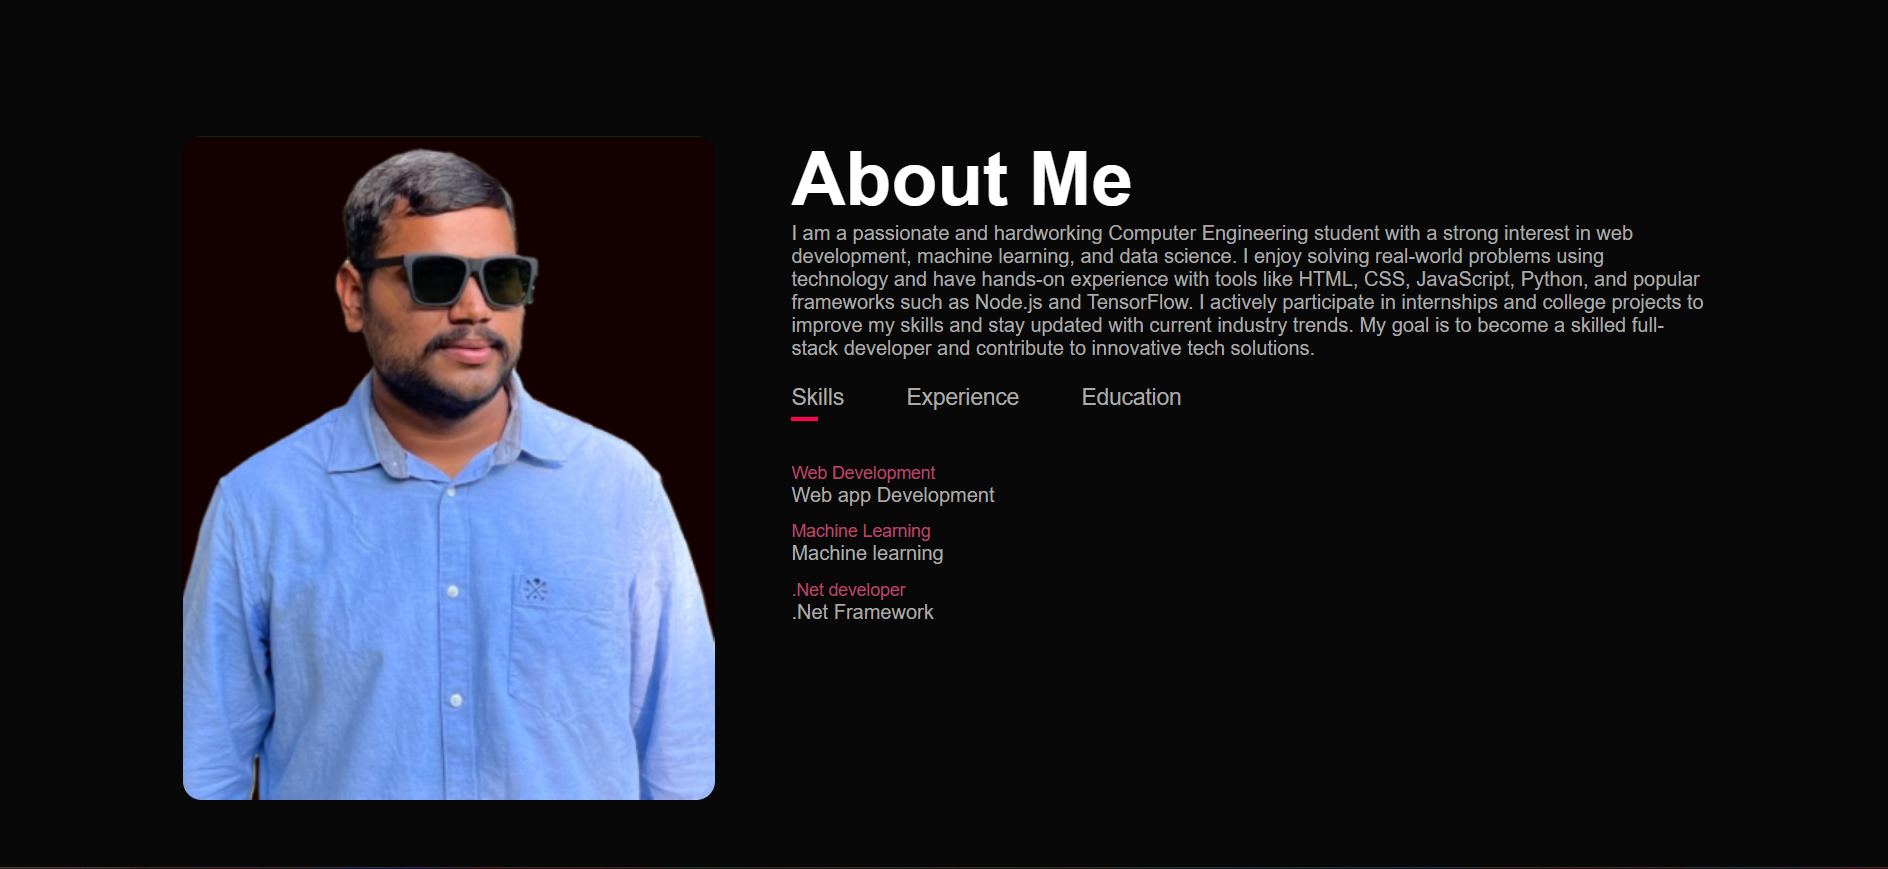 About Me
I am a passionate and hardworking Computer Engineering student with a strong interest in web
development, machine learning, and data science. I enjoy solving real-world problems using
technology and have hands-on experience with tools like HTML, CSS, JavaScript, Python, and popular
frameworks such as Node.js and TensorFlow. I actively participate in internships and college projects to
improve my skills and stay updated with current industry trends. My goal is to become a skilled full-
stack developer and contribute to innovative tech solutions.
Skills Experience Education
Web Development
Web app Development
Machine Learning
Machine learning
.Net developer
.Net Framework